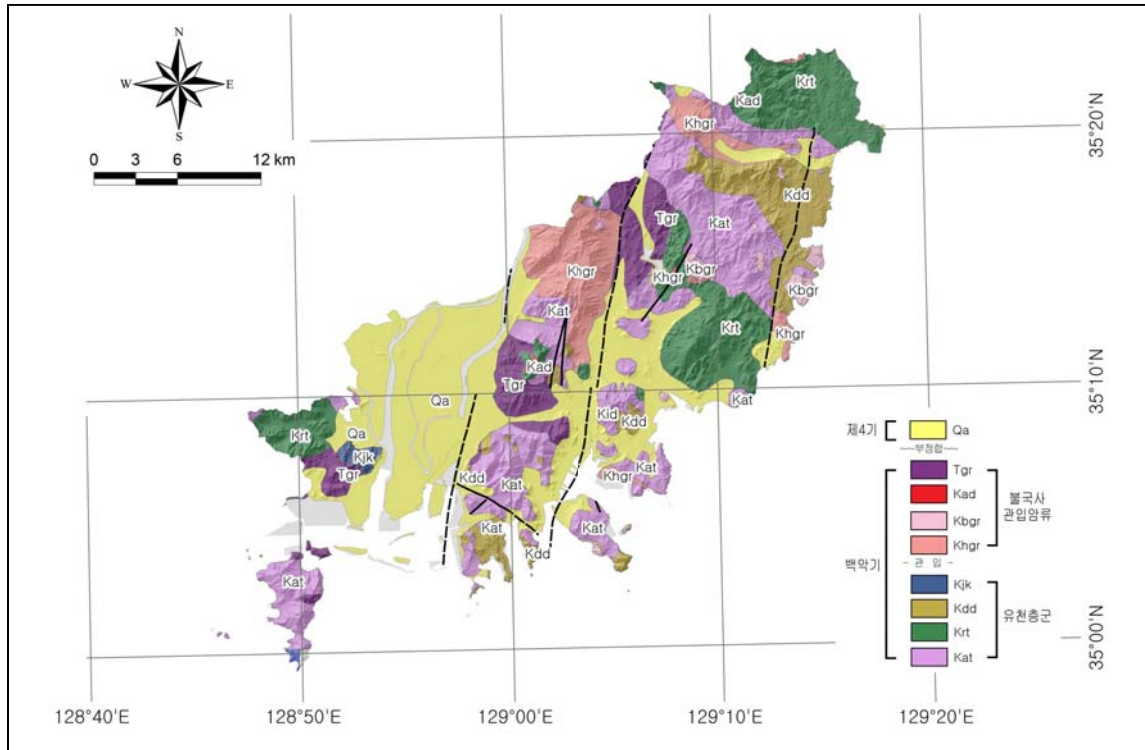 N
W E
S
0 3 6 12 km
35°20'N
Krt
Kad
Khgr
Kdd
Tgr
Kat
Khgr
Khgr
Kbgr
Kbgr
Kat
Krt
Khgr
Kad
35°10'N
Tgr
Kat
Qa
Kid
Kdd
Krt
Qa
Kjk
Tgr
Kat
Khgr
Kdd
Kat
Kat
Kat
Kdd
Kat
35°00'N
제4기 Qa
부정합
Tgr
Kad
Kbgr
Khgr
불국사
관입암류
- 관 입 -
백악기
Kjk
Kdd
Krt
Kat
유천층군
128°40'E 128°50'E 129°00'E 129°10'E 129°20'E